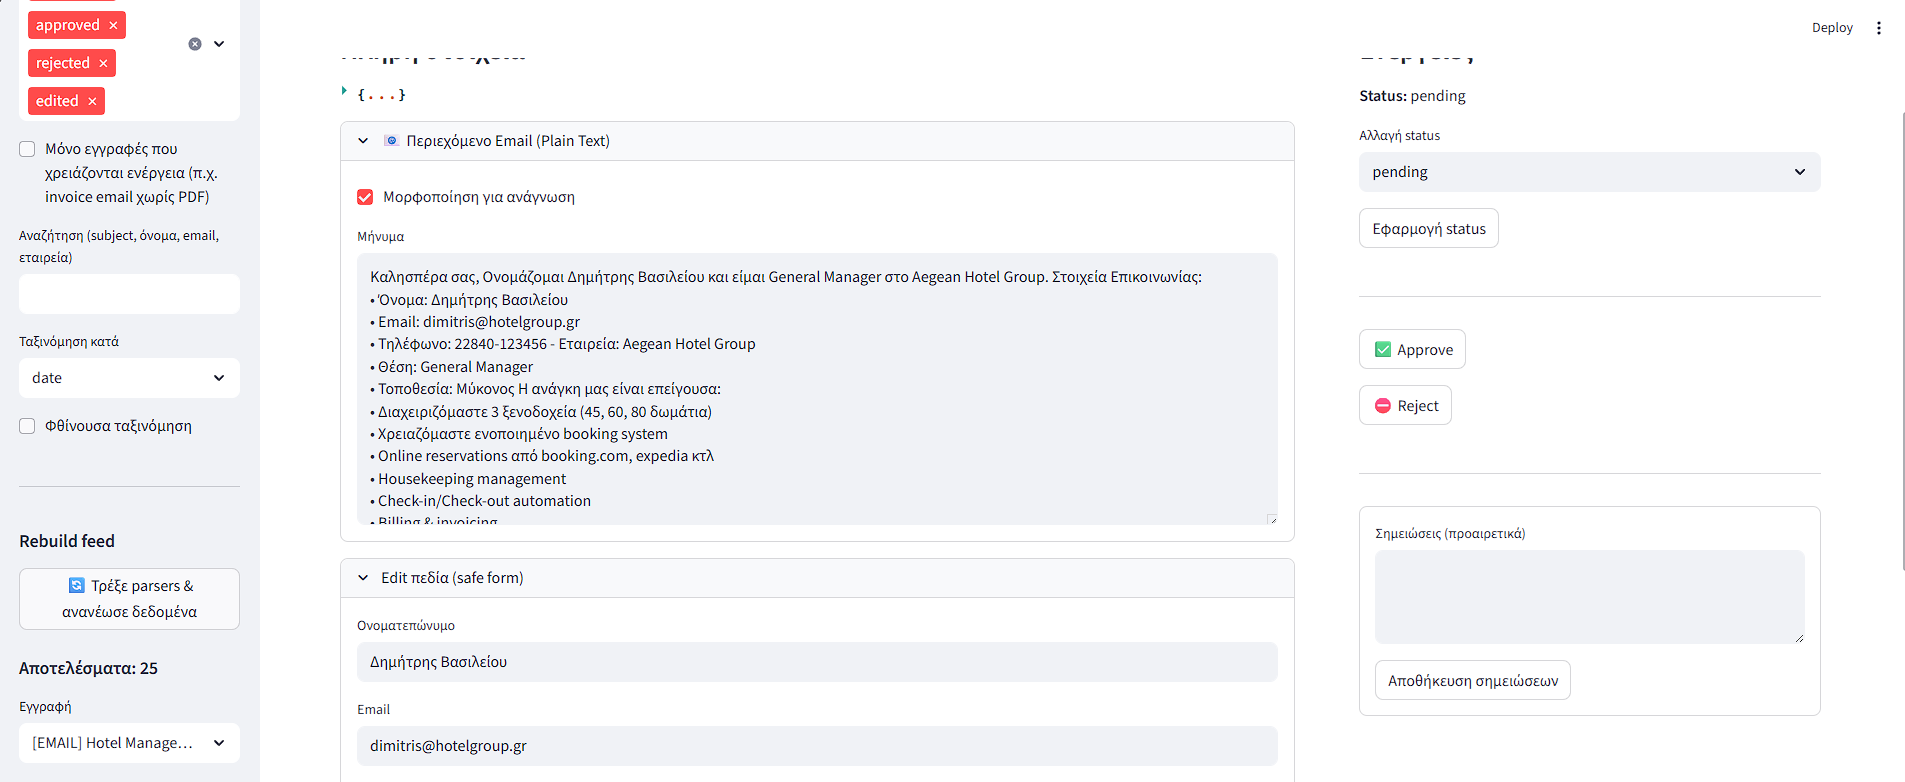 approved ×
rejected ×
edited ×
Μόνο εγγραφές που
χρειάζονται ενέργεια (π.χ.
invoice email χωρίς PDF)
Αναζήτηση (subject, όνομα, email,
εταιρεία)
Ταξινόμηση κατά
date
Φθίνουσα ταξινόμηση
Rebuild feed
Τρέξε parsers &
ανανέωσε δεδομένα
Αποτελέσματα: 25
Εγγραφή
[EMAIL] Hotel Manage...
{...}
Περιεχόμενο Email (Plain Text)
Μορφοποίηση για ανάγνωση
Μήνυμα
Καλησπέρα σας, Ονομάζομαι Δημήτρης Βασιλείου και είμαι General Manager στο Aegean Hotel Group. Στοιχεία Επικοινωνίας:
• Όνομα: Δημήτρης Βασιλείου
• Email: dimitris@hotelgroup.gr
• Τηλέφωνο: 22840-123456 - Εταιρεία: Aegean Hotel Group
• Θέση: General Manager
• Τοποθεσία: Μύκονος Η ανάγκη μας είναι επείγουσα:
• Διαχειριζόμαστε 3 ξενοδοχεία (45, 60, 80 δωμάτια)
• Χρειαζόμαστε ενοποιημένο booking system
• Online reservations από booking.com, expedia κτλ
• Housekeeping management
• Check-in/Check-out automation
• Billing & invoicing
Edit πεδία (safe form)
Ονοματεπώνυμο
Δημήτρης Βασιλείου
Email
dimitris@hotelgroup.gr
Deploy
Status: pending
Αλλαγή status
pending
Εφαρμογή status
Approve
Reject
Σημειώσεις (προαιρετικά)
Αποθήκευση σημειώσεων